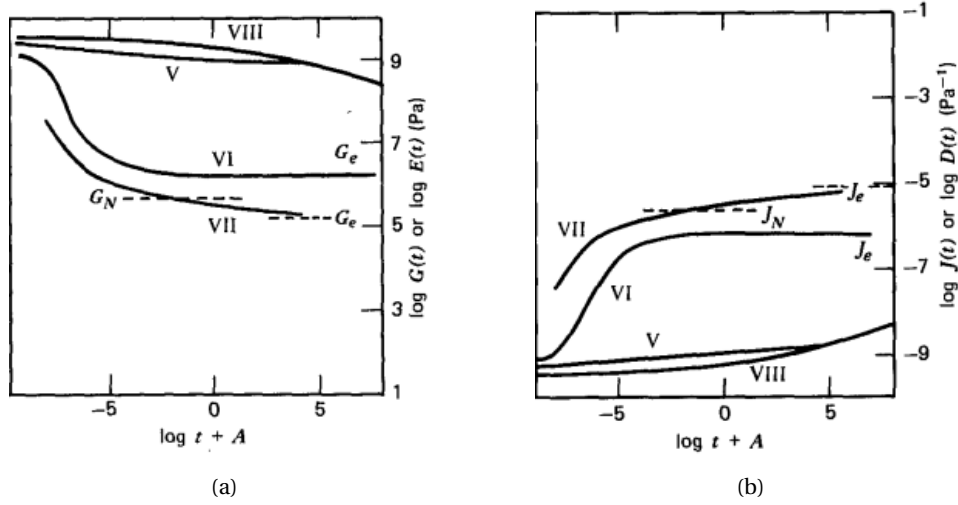 VIII
V
VI
VII
G_N
G_e
G_e
9
7
5
3
1
log G(t) or log E(t) (Pa)
−5
0
5
log t + A
(a)
VII
VI
V
VIII
J_e
J_N
J_e
−1
−3
−5
−7
−9
log J(t) or log D(t) (Pa⁻¹)
−5
0
5
log t + A
(b)